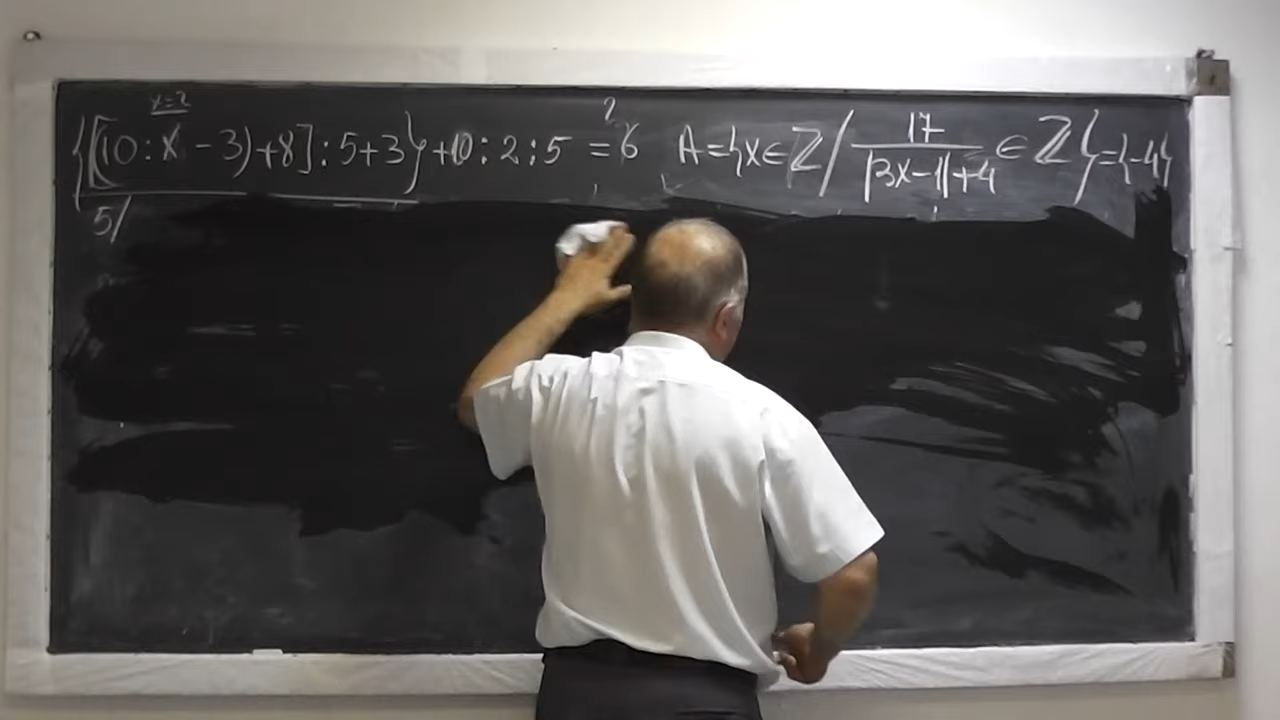 x=2
{[(10:x-3)+8]:5+3}+10:2:5 =? 6
5/
A={x∈ℤ/ 17/(|3x-1|+4) ∈ℤ}={-4}